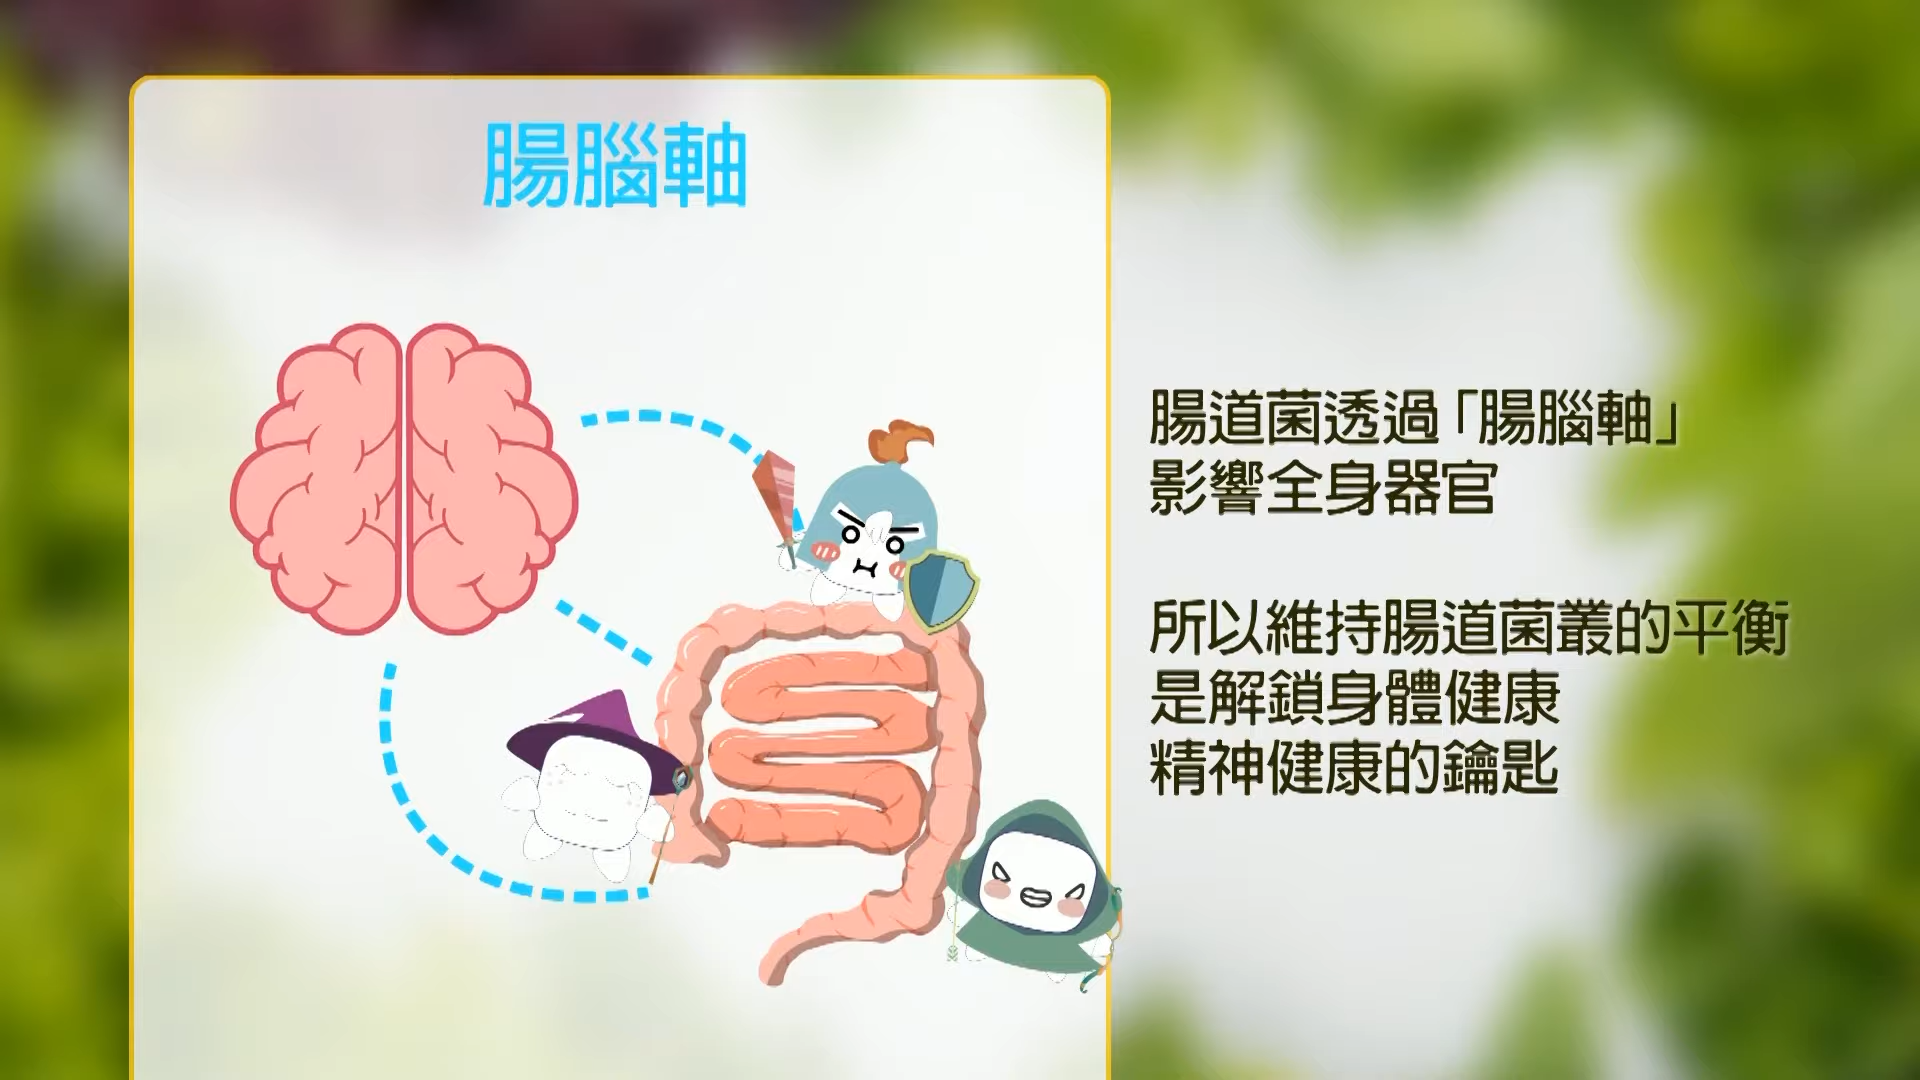 腸腦軸
腸道菌透過「腸腦軸」
影響全身器官
所以維持腸道菌叢的平衡
是解鎖身體健康
精神健康的鑰匙